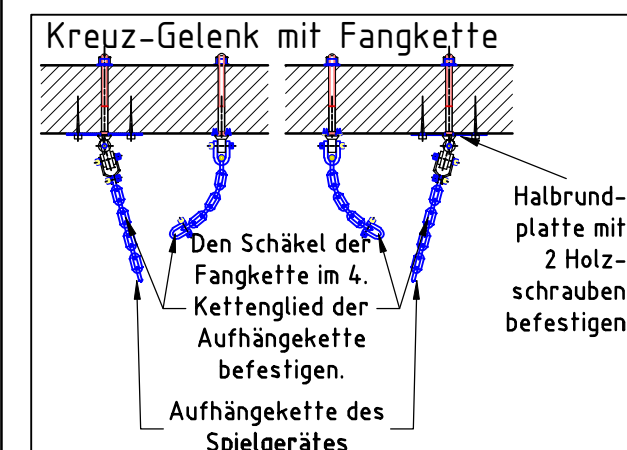 Kreuz-Gelenk mit Fangkette
Halbrund-
platte mit
2 Holz-
schrauben
befestigen
Den Schäkel der
Fangkette im 4.
Kettenglied der
Aufhängekette
befestigen.
Aufhängekette des
Spielgerätes